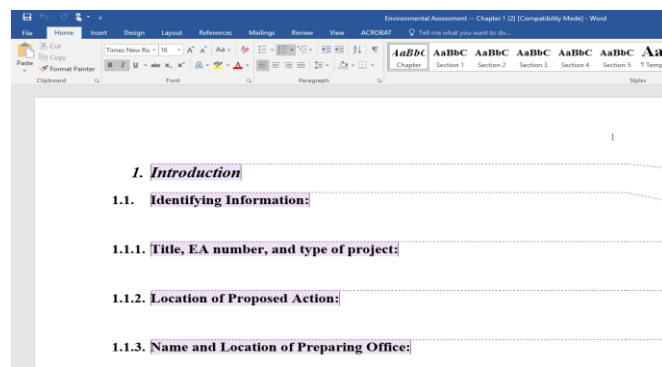 Environmental Assessment -- Chapter 1 (2) [Compatibility Mode] - Word
File Home Insert Design Layout References Mailings Review View ACROBAT Tell me what you want to do...
Cut
Copy
Format Painter
Paste
Times New Ro 16
AaBbC AaBbC AaBbC AaBbC AaBbC AaBbC Aa
Chapter Section 1 Section 2 Section 3 Section 4 Section 5 ¶ Temp
Clipboard Font Paragraph Styles
1
1. Introduction
1.1. Identifying Information:
1.1.1. Title, EA number, and type of project:
1.1.2. Location of Proposed Action:
1.1.3. Name and Location of Preparing Office: